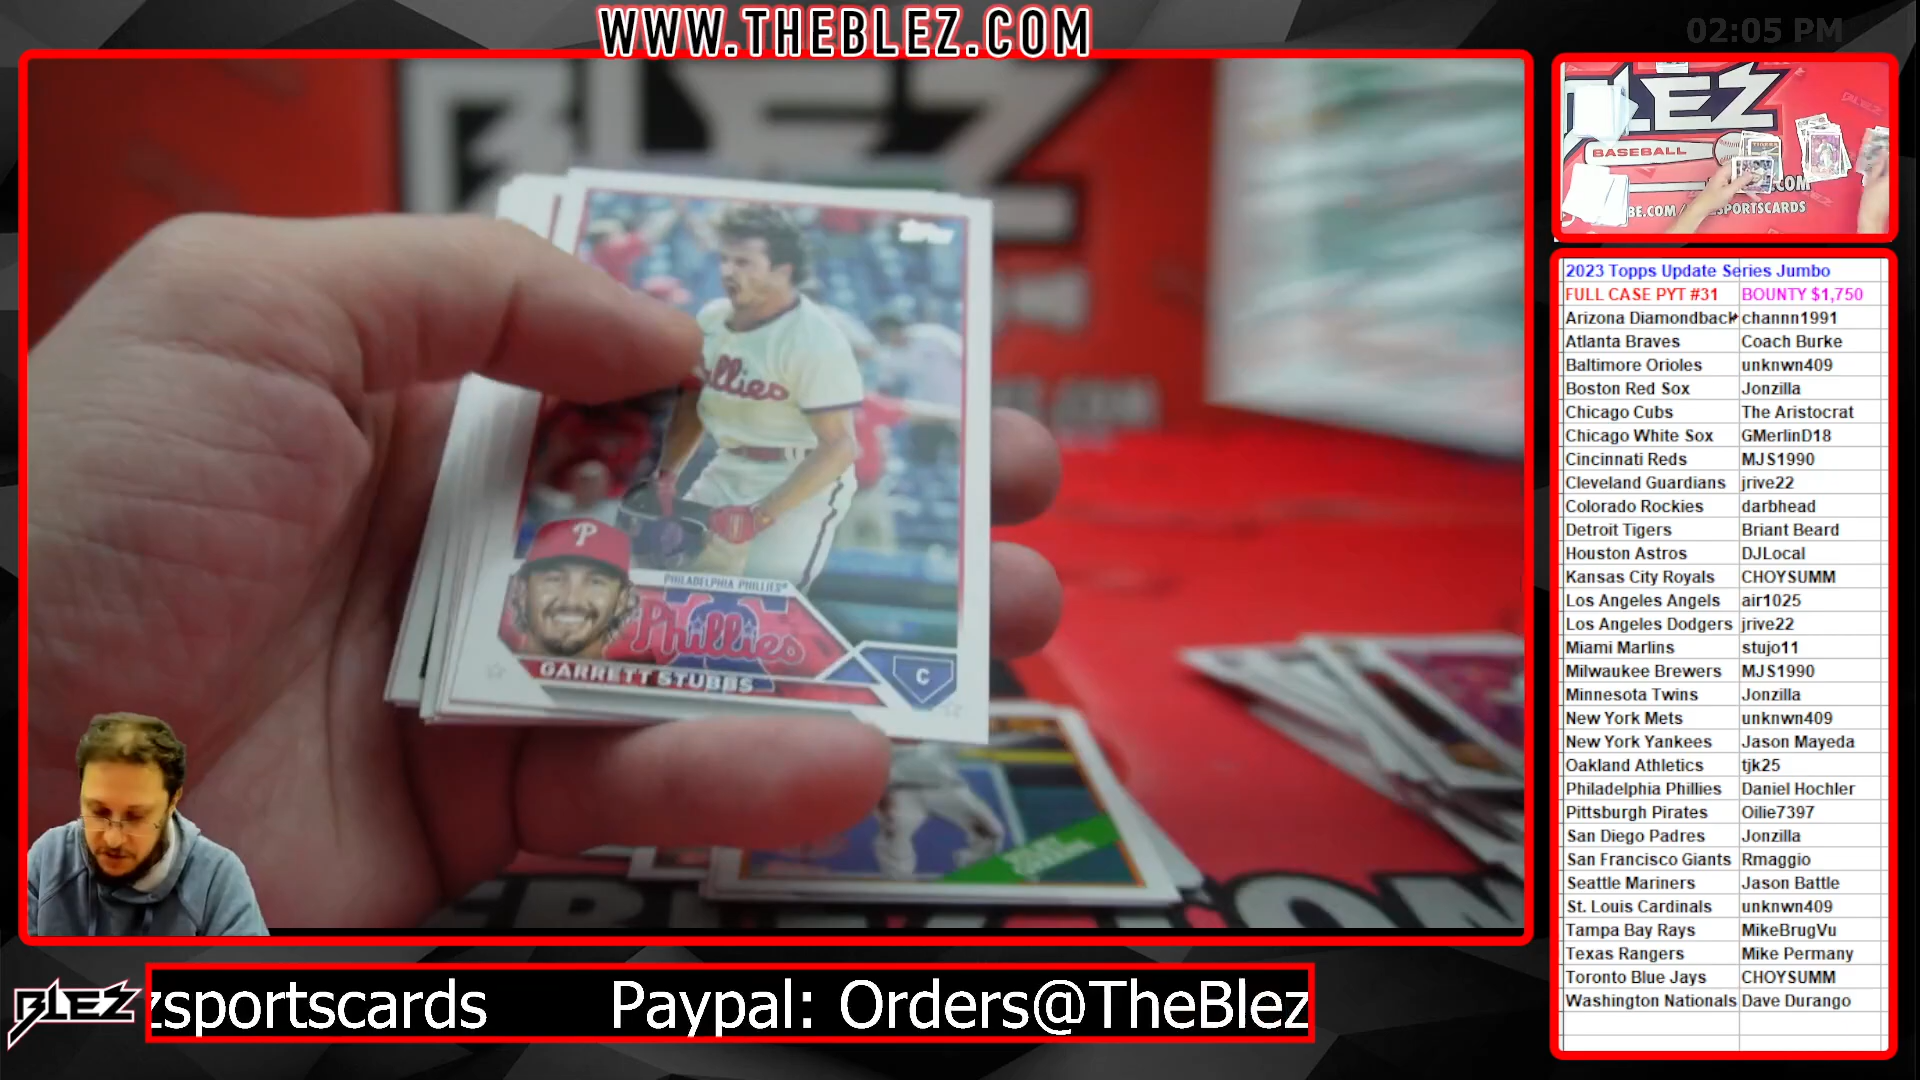 WWW.THEBLEZ.COM
02:05 PM
BLEZ
topps
Phillies
P
PHILADELPHIA PHILLIES
Phillies
GARRETT STUBBS
C
BLEZ
BASEBALL
TIGERS
2023 Topps Update Series Jumbo
FULL CASE PYT #31 BOUNTY $1,750
Arizona Diamondback channn1991
Atlanta Braves Coach Burke
Baltimore Orioles unknwn409
Boston Red Sox Jonzilla
Chicago Cubs The Aristocrat
Chicago White Sox GMerlinD18
Cincinnati Reds MJS1990
Cleveland Guardians jrive22
Colorado Rockies darbhead
Detroit Tigers Briant Beard
Houston Astros DJLocal
Kansas City Royals CHOYSUMM
Los Angeles Angels air1025
Los Angeles Dodgers jrive22
Miami Marlins stujo11
Milwaukee Brewers MJS1990
Minnesota Twins Jonzilla
New York Mets unknwn409
New York Yankees Jason Mayeda
Oakland Athletics tjk25
Philadelphia Phillies Daniel Hochler
Pittsburgh Pirates Oilie7397
San Diego Padres Jonzilla
San Francisco Giants Rmaggio
Seattle Mariners Jason Battle
St. Louis Cardinals unknwn409
Tampa Bay Rays MikeBrugVu
Texas Rangers Mike Permany
Toronto Blue Jays CHOYSUMM
Washington Nationals Dave Durango
BLEZ
zsportscards Paypal: Orders@TheBlez